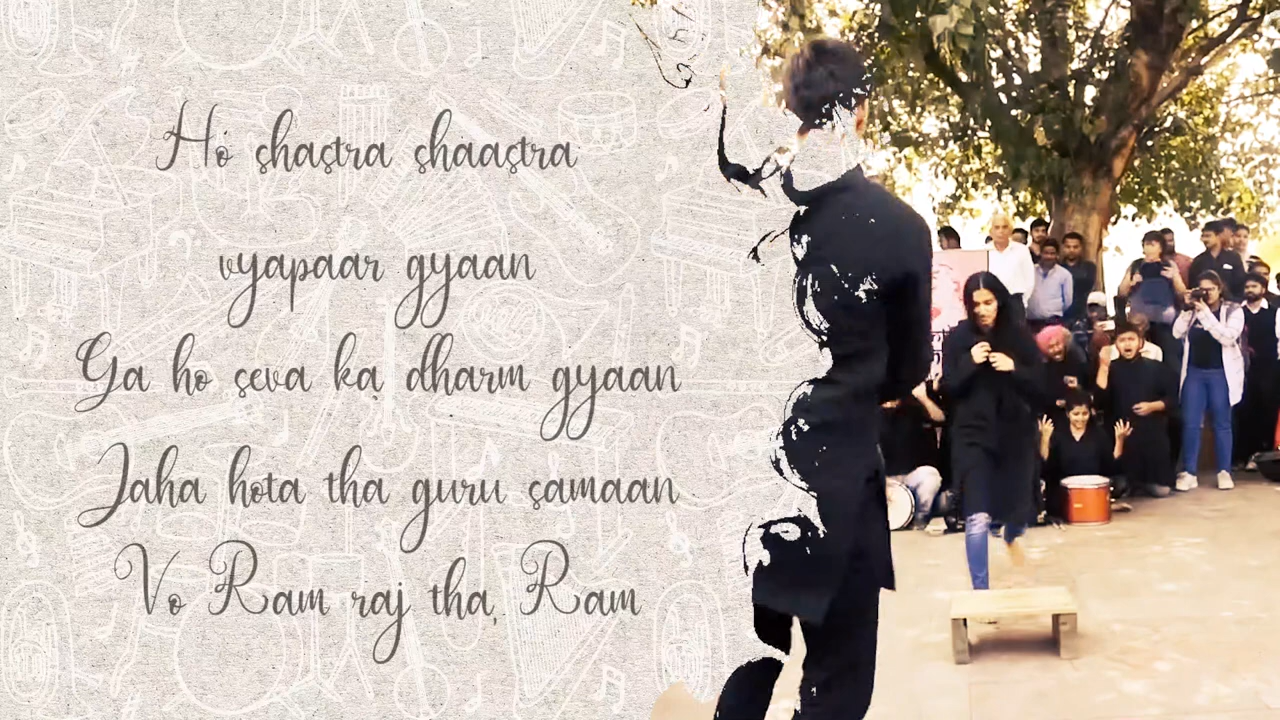 Ho shastra shaastra
vyapaar gyaan
Ga ho seva ka dharm gyaan
Jaha hota tha guru samaan
Vo Ram raj tha, Ram